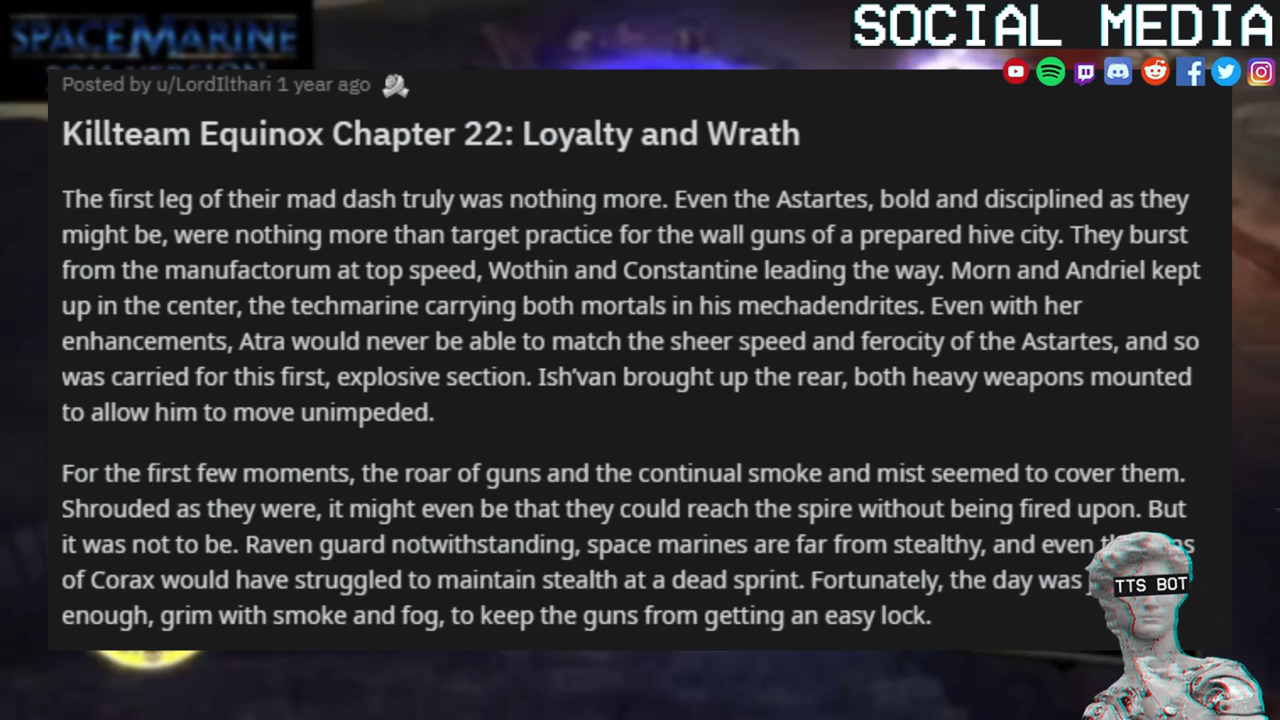 SPACE MARINE
SOCIAL MEDIA
Posted by u/LordIlthari 1 year ago
Killteam Equinox Chapter 22: Loyalty and Wrath
The first leg of their mad dash truly was nothing more. Even the Astartes, bold and disciplined as they
might be, were nothing more than target practice for the wall guns of a prepared hive city. They burst
from the manufactorum at top speed, Wothin and Constantine leading the way. Morn and Andriel kept
up in the center, the techmarine carrying both mortals in his mechadendrites. Even with her
enhancements, Atra would never be able to match the sheer speed and ferocity of the Astartes, and so
was carried for this first, explosive section. Ish’van brought up the rear, both heavy weapons mounted
to allow him to move unimpeded.
For the first few moments, the roar of guns and the continual smoke and mist seemed to cover them.
Shrouded as they were, it might even be that they could reach the spire without being fired upon. But
it was not to be. Raven guard notwithstanding, space marines are far from stealthy, and even
of Corax would have struggled to maintain stealth at a dead sprint. Fortunately, the day was
enough, grim with smoke and fog, to keep the guns from getting an easy lock.
TTS BOT